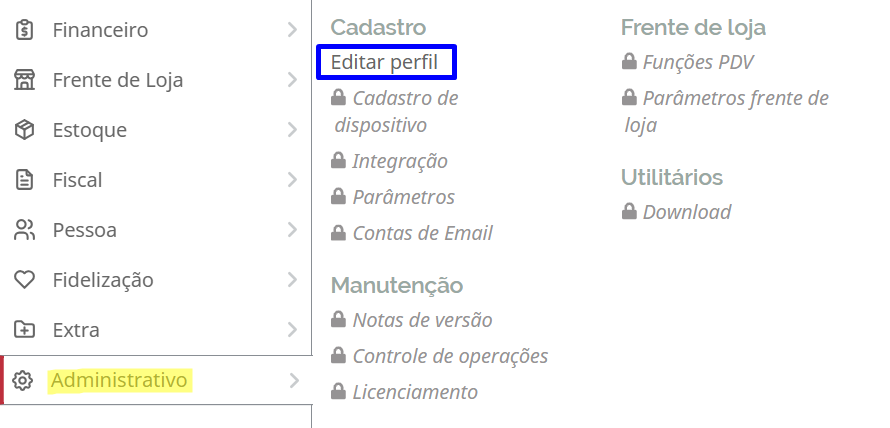 Financeiro
Frente de Loja
Estoque
Fiscal
Pessoa
Fidelização
Extra
Administrativo
Cadastro
Editar perfil
Cadastro de
dispositivo
Integração
Parâmetros
Contas de Email
Manutenção
Notas de versão
Controle de operações
Licenciamento
Frente de loja
Funções PDV
Parâmetros frente de
loja
Utilitários
Download